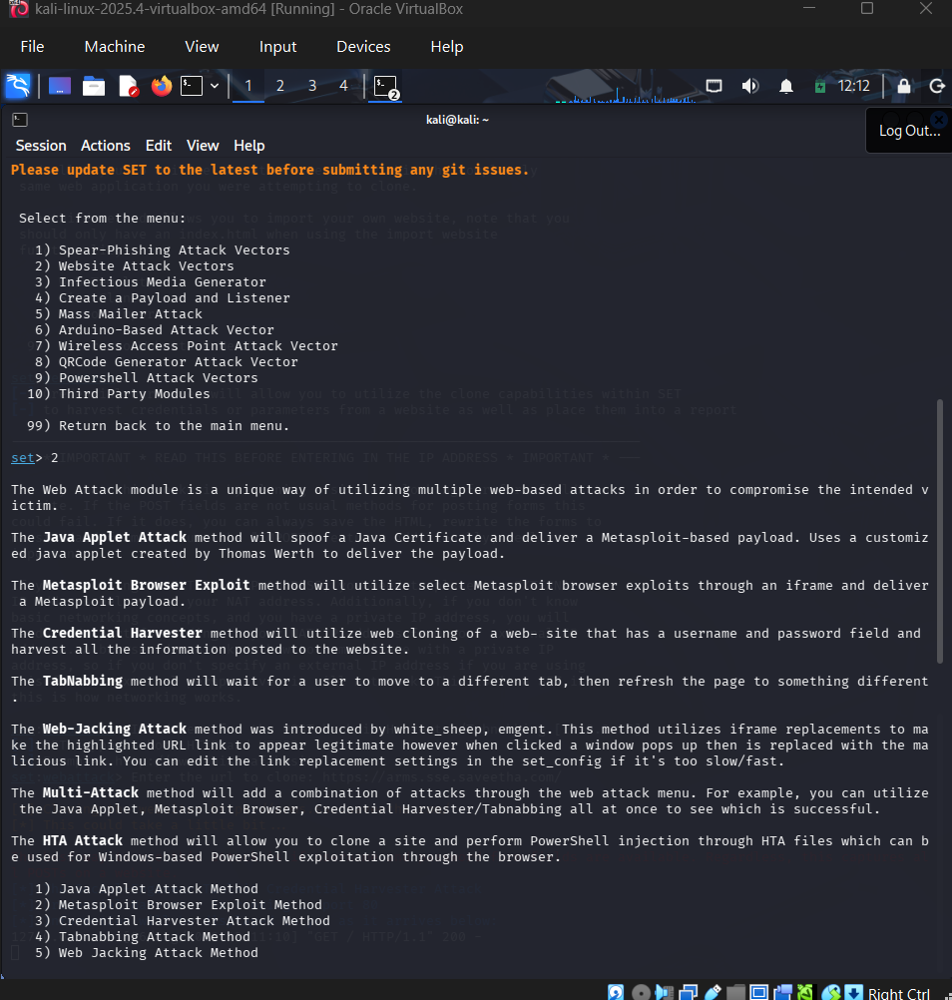 kali-linux-2025.4-virtualbox-amd64 [Running] - Oracle VirtualBox
File Machine View Input Devices Help
1 2 3 4 2 12:12
kali@kali: ~
Log Out...
Session Actions Edit View Help
Please update SET to the latest before submitting any git issues.
same web application you were attempting to clone.
Select from the menu:
1) Spear-Phishing Attack Vectors
2) Website Attack Vectors
3) Infectious Media Generator
4) Create a Payload and Listener
5) Mass Mailer Attack
6) Arduino-Based Attack Vector
7) Wireless Access Point Attack Vector
8) QRCode Generator Attack Vector
9) Powershell Attack Vectors
10) Third Party Modules
99) Return back to the main menu.
set> 2
The Web Attack module is a unique way of utilizing multiple web-based attacks in order to compromise the intended v
ictim.
The Java Applet Attack method will spoof a Java Certificate and deliver a Metasploit-based payload. Uses a customiz
ed java applet created by Thomas Werth to deliver the payload.
The Metasploit Browser Exploit method will utilize select Metasploit browser exploits through an iframe and deliver
a Metasploit payload.
The Credential Harvester method will utilize web cloning of a web- site that has a username and password field and
harvest all the information posted to the website.
The TabNabbing method will wait for a user to move to a different tab, then refresh the page to something different
.
The Web-Jacking Attack method was introduced by white_sheep, emgent. This method utilizes iframe replacements to ma
ke the highlighted URL link to appear legitimate however when clicked a window pops up then is replaced with the ma
licious link. You can edit the link replacement settings in the set_config if it's too slow/fast.
The Multi-Attack method will add a combination of attacks through the web attack menu. For example, you can utilize
the Java Applet, Metasploit Browser, Credential Harvester/Tabnabbing all at once to see which is successful.
The HTA Attack method will allow you to clone a site and perform PowerShell injection through HTA files which can b
e used for Windows-based PowerShell exploitation through the browser.
1) Java Applet Attack Method
2) Metasploit Browser Exploit Method
3) Credential Harvester Attack Method
4) Tabnabbing Attack Method
5) Web Jacking Attack Method
Right Ctrl